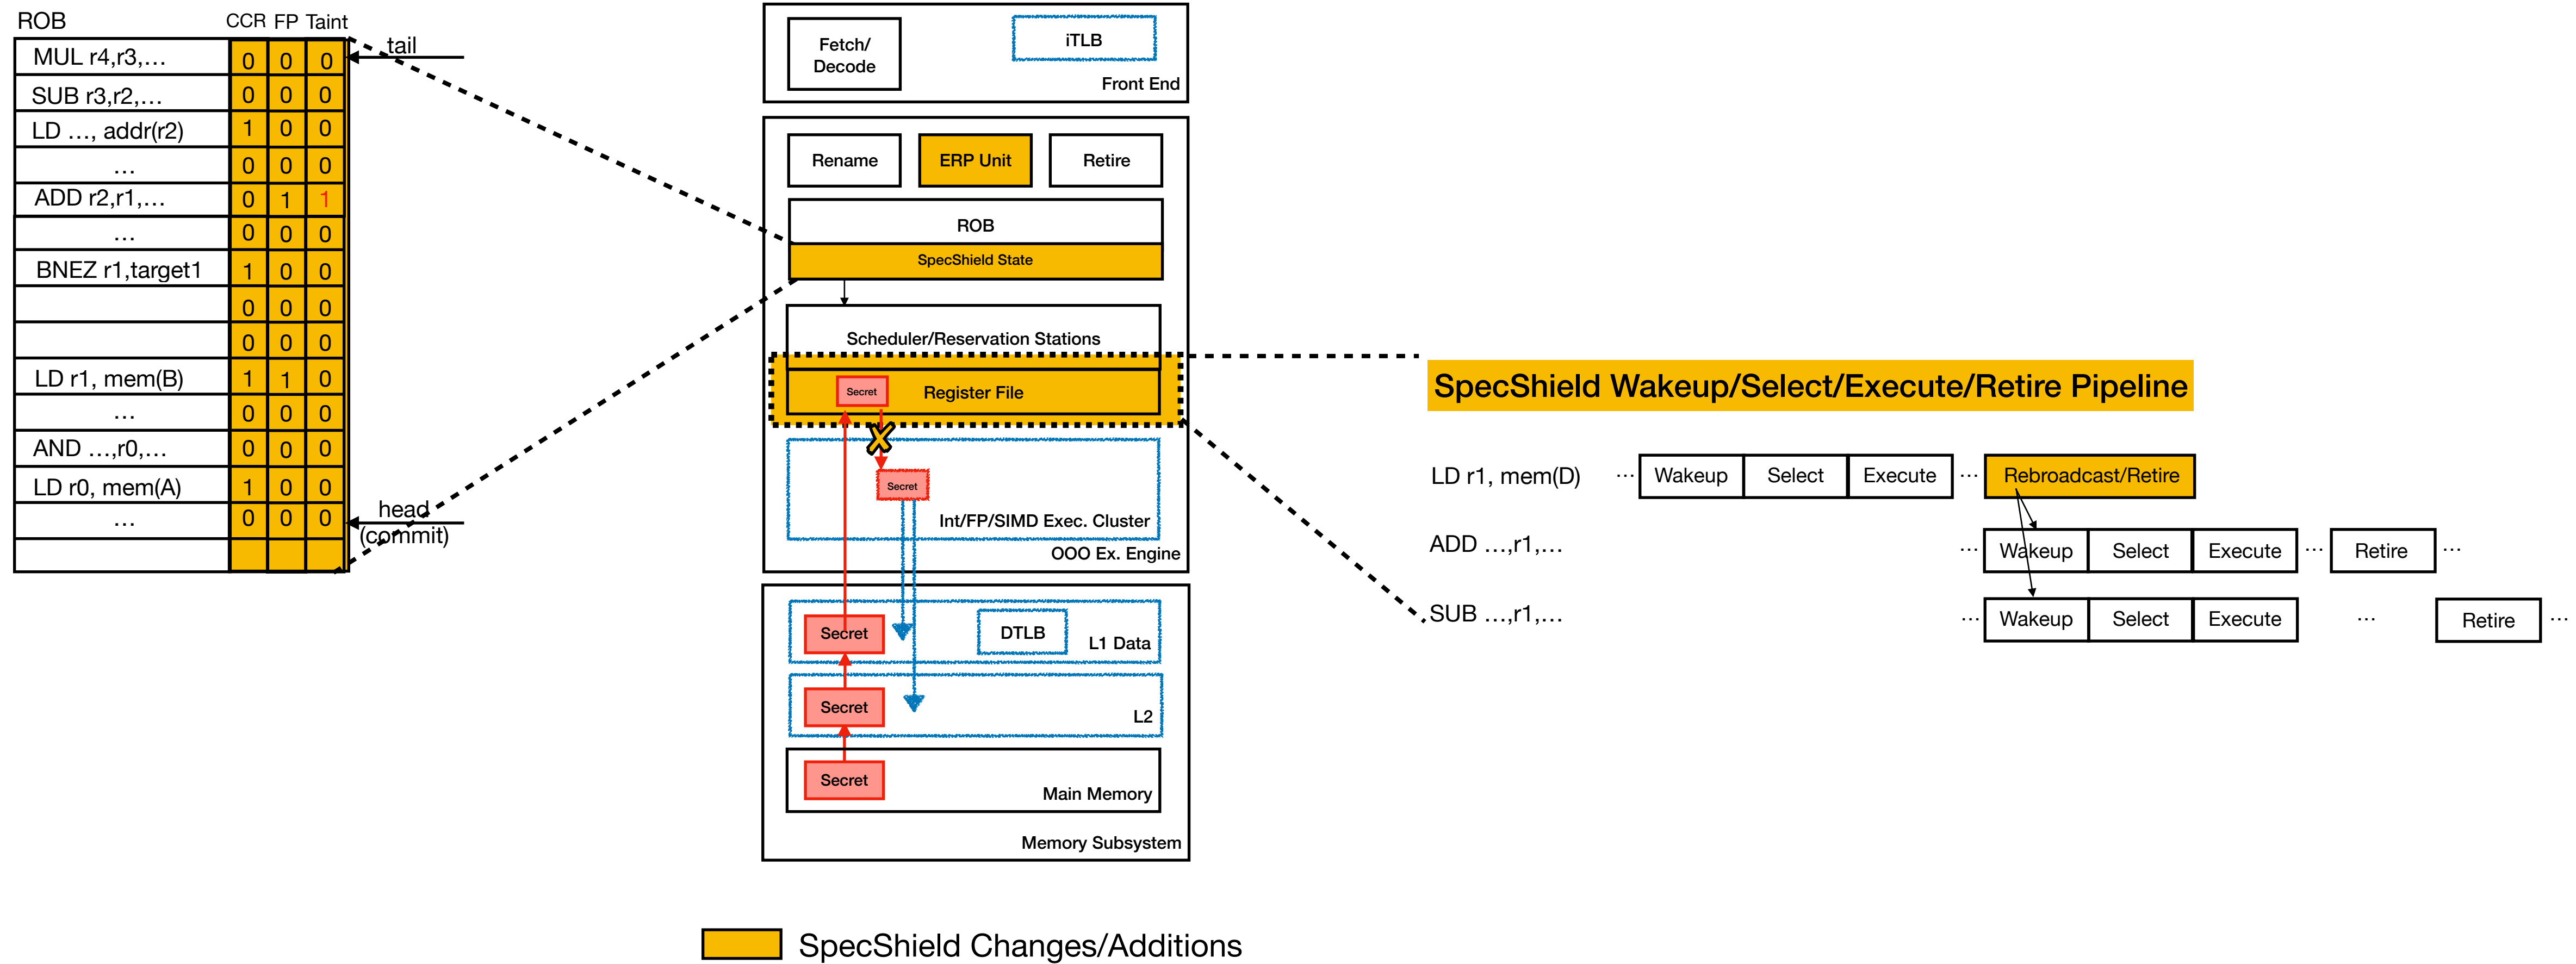 ROB CCR FP Taint
MUL r4,r3,… 0 0 0
SUB r3,r2,… 0 0 0
LD …, addr(r2) 1 0 0
… 0 0 0
ADD r2,r1,… 0 1 1
… 0 0 0
BNEZ r1,target1 1 0 0
0 0 0
0 0 0
LD r1, mem(B) 1 1 0
… 0 0 0
AND …,r0,… 0 0 0
LD r0, mem(A) 1 0 0
… 0 0 0
tail
head
(commit)
Fetch/
Decode
iTLB
Front End
Rename
ERP Unit
Retire
ROB
SpecShield State
Scheduler/Reservation Stations
Secret
Register File
X
Secret
Int/FP/SIMD Exec. Cluster
OOO Ex. Engine
Secret
DTLB
L1 Data
Secret
L2
Secret
Main Memory
Memory Subsystem
SpecShield Wakeup/Select/Execute/Retire Pipeline
LD r1, mem(D) … Wakeup Select Execute … Rebroadcast/Retire
ADD …,r1,… … Wakeup Select Execute … Retire …
SUB …,r1,… … Wakeup Select Execute … Retire …
SpecShield Changes/Additions